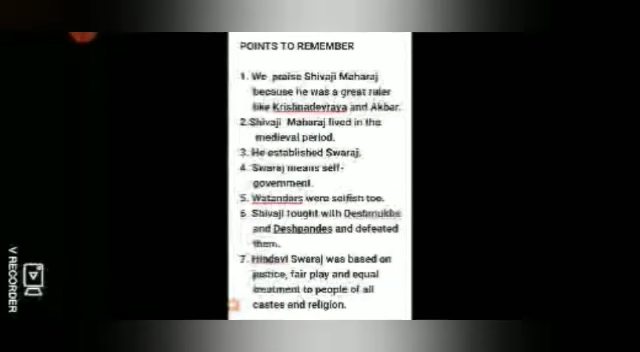 POINTS TO REMEMBER
1. We praise Shivaji Maharaj
because he was a great ruler
like Krishnadevraya and Akbar.
2.Shivaji Maharaj lived in the
medieval period.
3. He established Swaraj.
4. Swaraj means self-
government.
5. Watandars were selfish too.
6. Shivaji fought with Deshmukhs
and Deshpandes and defeated
them.
7. Hindavi Swaraj was based on
justice, fair play and equal
treatment to people of all
castes and religion.
V RECORDER